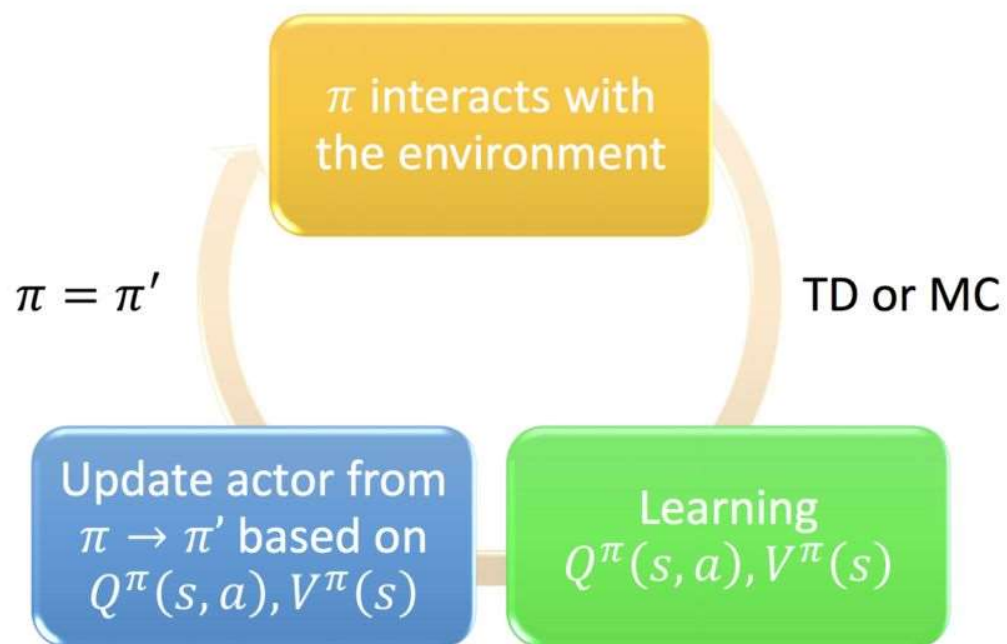 π interacts with
the environment
π = π′
TD or MC
Update actor from
π → π’ based on
Q^π(s, a), V^π(s)
Learning
Q^π(s, a), V^π(s)